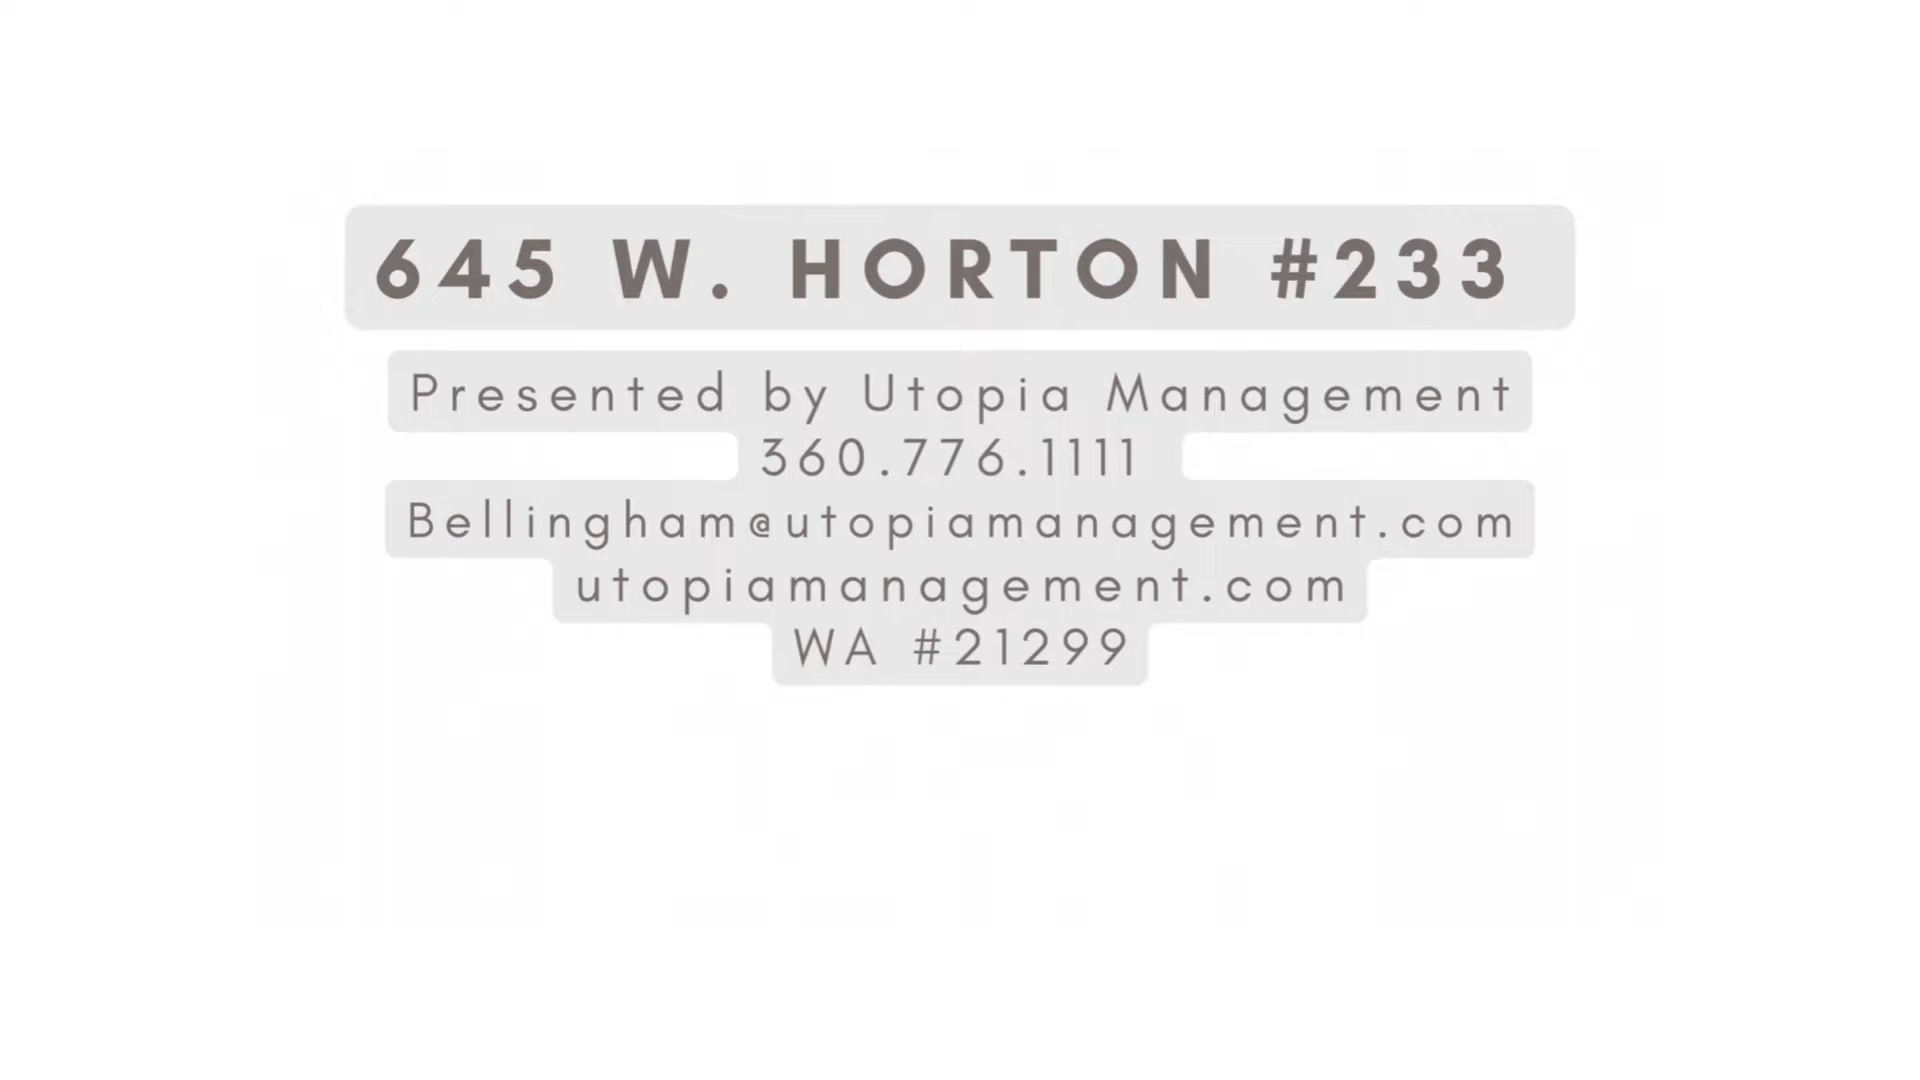 645 W. HORTON #233
Presented by Utopia Management
360.776.1111
Bellingham@utopiamanagement.com
utopiamanagement.com
WA #21299